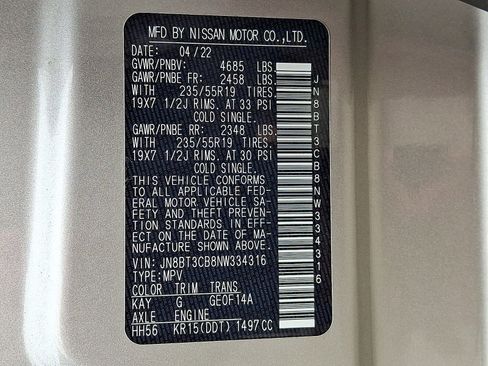 MFD BY NISSAN MOTOR CO.,LTD.
DATE: 04/22
GVWR/PNBV: 4685 LBS.
GAWR/PNBE FR: 2458 LBS.
WITH 235/55R19 TIRES.
19X7 1/2J RIMS. AT 33 PSI
COLD SINGLE.
GAWR/PNBE RR: 2348 LBS.
WITH 235/55R19 TIRES.
19X7 1/2J RIMS. AT 30 PSI
COLD SINGLE.
THIS VEHICLE CONFORMS
TO ALL APPLICABLE FED-
ERAL MOTOR VEHICLE SA-
FETY AND THEFT PREVEN-
TION STANDARDS IN EFFECT
ON THE DATE OF MA-
NUFACTURE SHOWN ABOVE.
VIN: JN8BT3CB8NW334316
TYPE:MPV
COLOR TRIM TRANS
KAY G GE0F14A
AXLE ENGINE
HH56 KR15(DDT) 1497CC
JN8BT3CB8NW334316